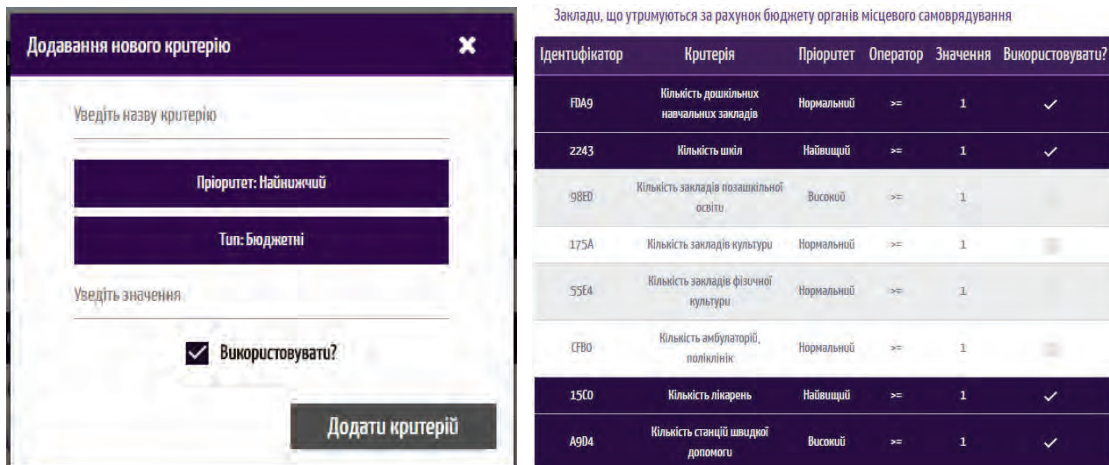 Додавання нового критерію
Уведіть назву критерію
Пріоритет: Найнижчий
Тип: Бюджетні
Уведіть значення
Використовувати?
Додати критерій
Заклади, що утримуються за рахунок бюджету органів місцевого самоврядування
Ідентифікатор Критерія Пріоритет Оператор Значення Використовувати?
FDA9 Кількість дошкільних навчальних закладів Нормальний >= 1
2243 Кількість шкіл Найвищий >= 1
98ED Кількість закладів позашкільної освіти Високий >= 1
175A Кількість закладів культури Нормальний >= 1
55E4 Кількість закладів фізичної культури Нормальний >= 1
CFB0 Кількість амбулаторій, поліклінік Нормальний >= 1
15C0 Кількість лікарень Найвищий >= 1
A9D4 Кількість станцій швидкої допомоги Високий >= 1